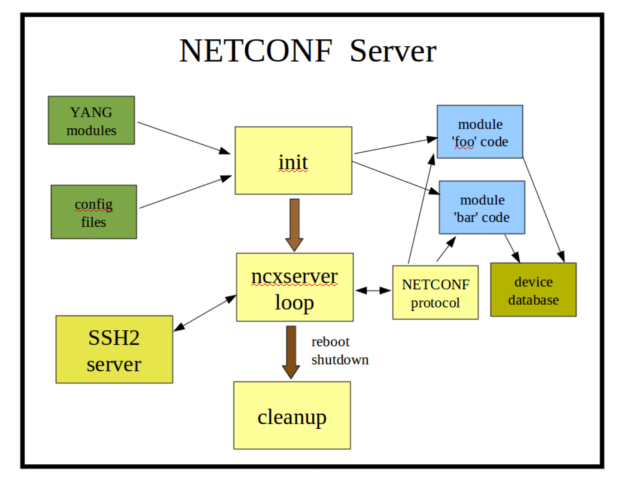 NETCONF Server
YANG
modules
module
'foo' code
init
config
files
module
'bar' code
ncxserver
loop
NETCONF
protocol
device
database
SSH2
server
reboot
shutdown
cleanup